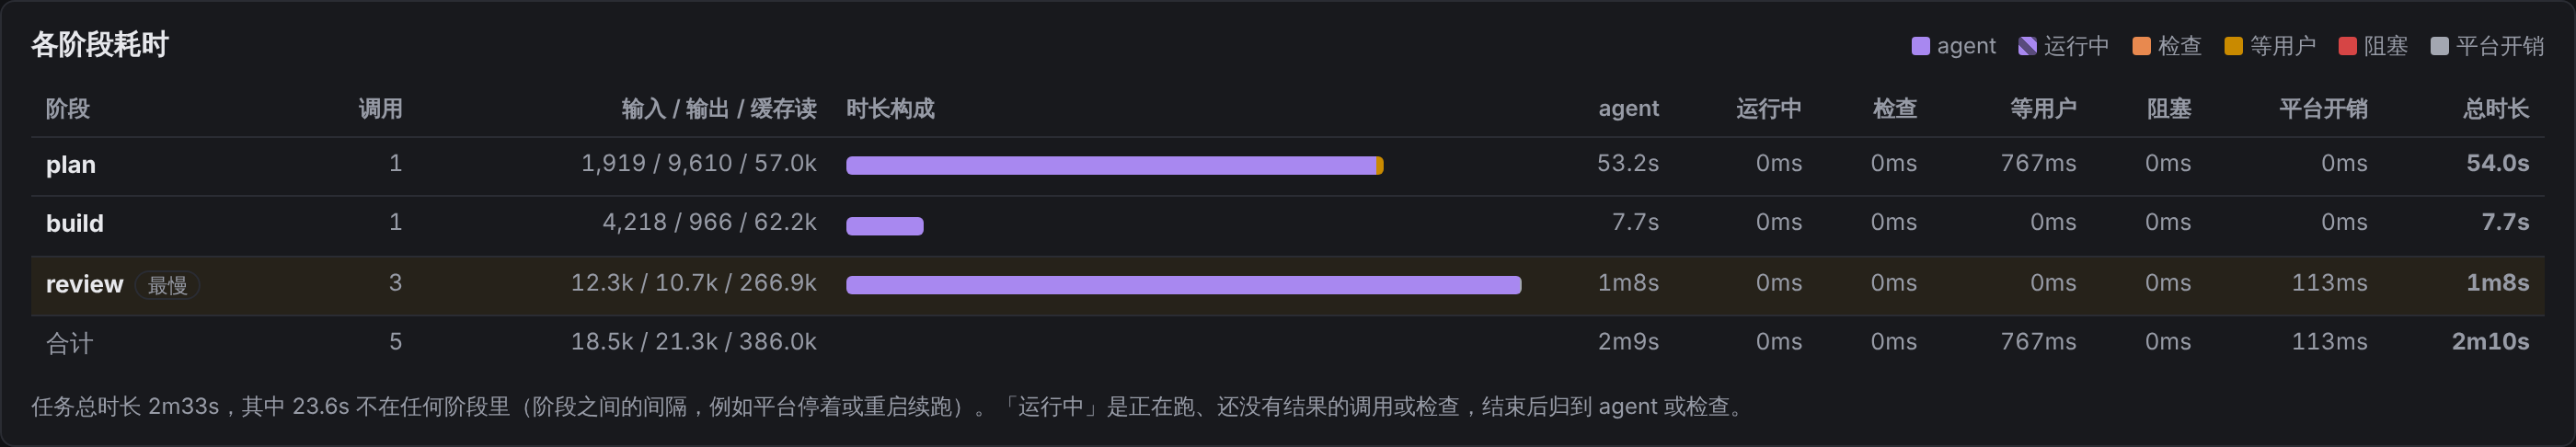 各阶段耗时
agent 运行中 检查 等用户 阻塞 平台开销
阶段 调用 输入 / 输出 / 缓存读 时长构成 agent 运行中 检查 等用户 阻塞 平台开销 总时长
plan 1 1,919 / 9,610 / 57.0k 53.2s 0ms 0ms 767ms 0ms 0ms 54.0s
build 1 4,218 / 966 / 62.2k 7.7s 0ms 0ms 0ms 0ms 0ms 7.7s
review 最慢 3 12.3k / 10.7k / 266.9k 1m8s 0ms 0ms 0ms 0ms 113ms 1m8s
合计 5 18.5k / 21.3k / 386.0k 2m9s 0ms 0ms 767ms 0ms 113ms 2m10s
任务总时长 2m33s，其中 23.6s 不在任何阶段里（阶段之间的间隔，例如平台停着或重启续跑）。「运行中」是正在跑、还没有结果的调用或检查，结束后归到 agent 或检查。